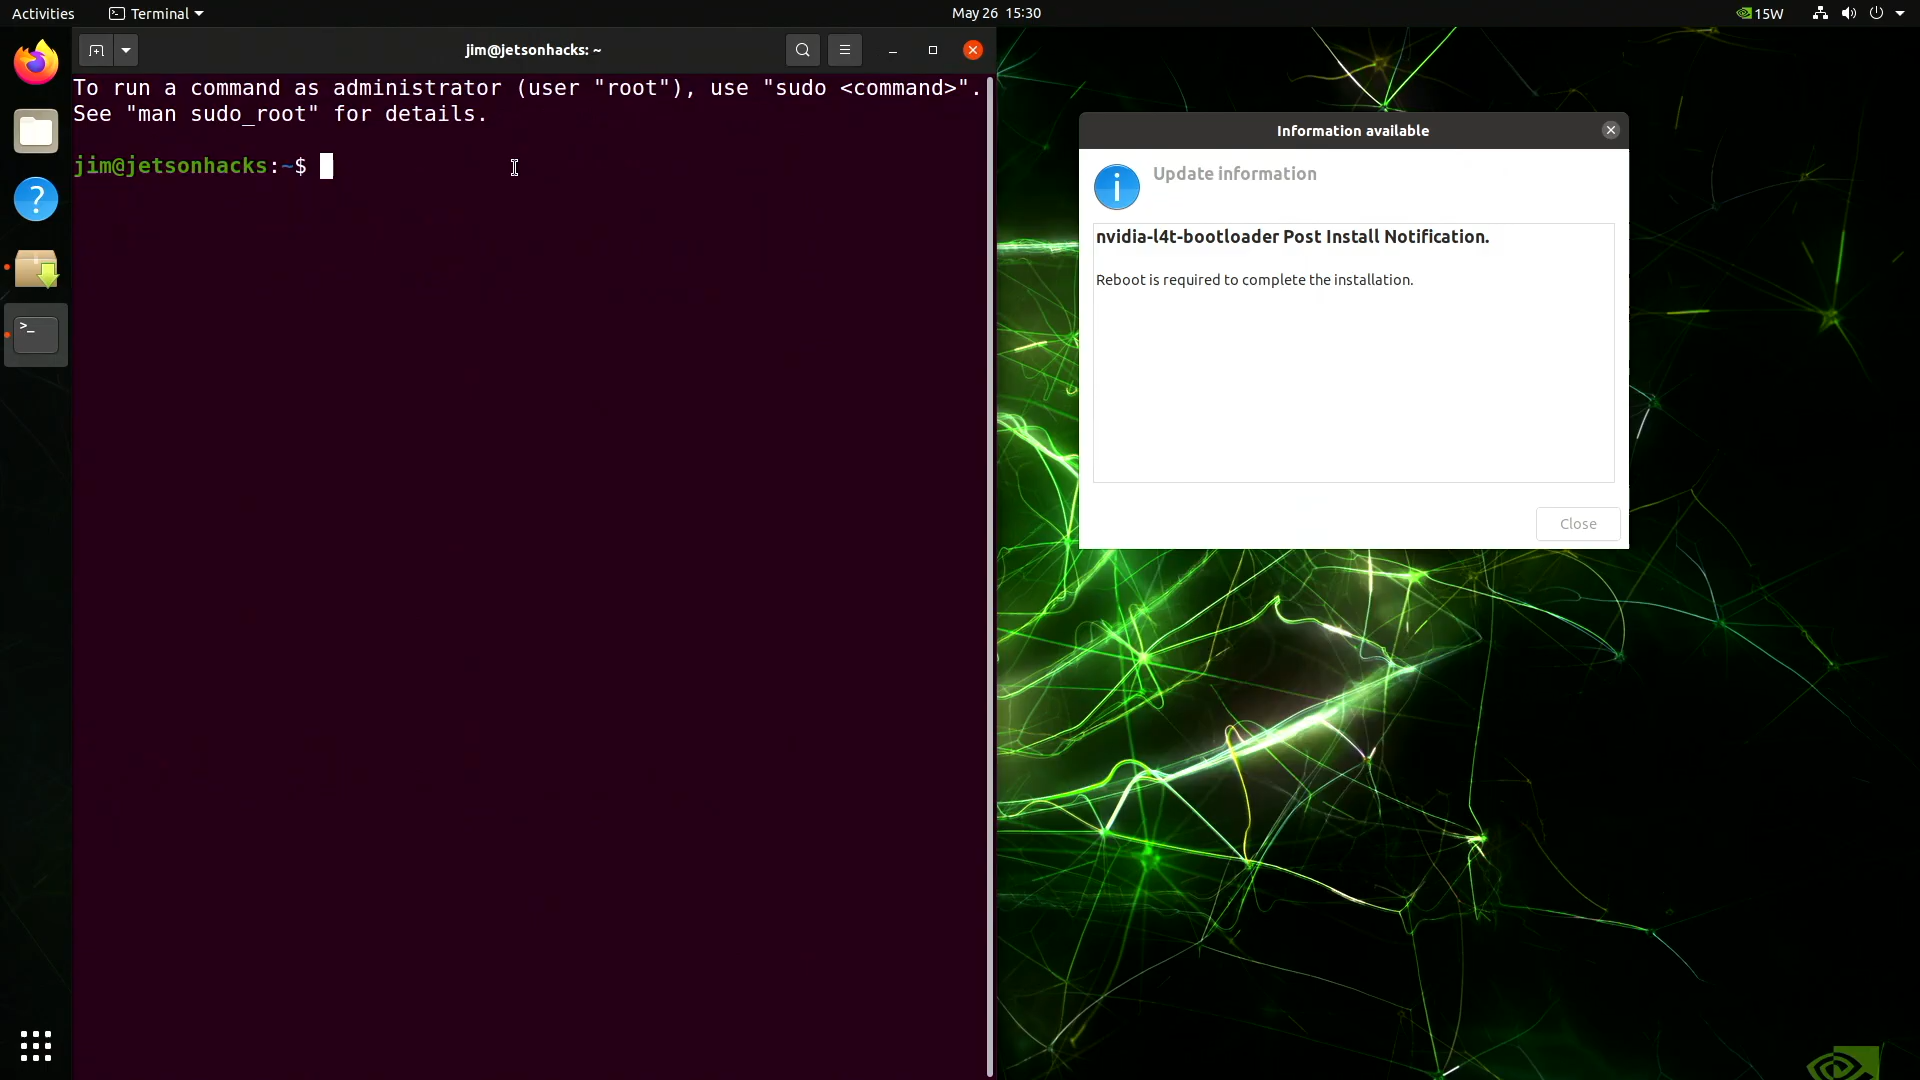 Activities
Terminal
May 26 15:30
15W
jim@jetsonhacks: ~
To run a command as administrator (user "root"), use "sudo <command>".
See "man sudo_root" for details.
jim@jetsonhacks:~$
Information available
Update information
nvidia-l4t-bootloader Post Install Notification.
Reboot is required to complete the installation.
Close